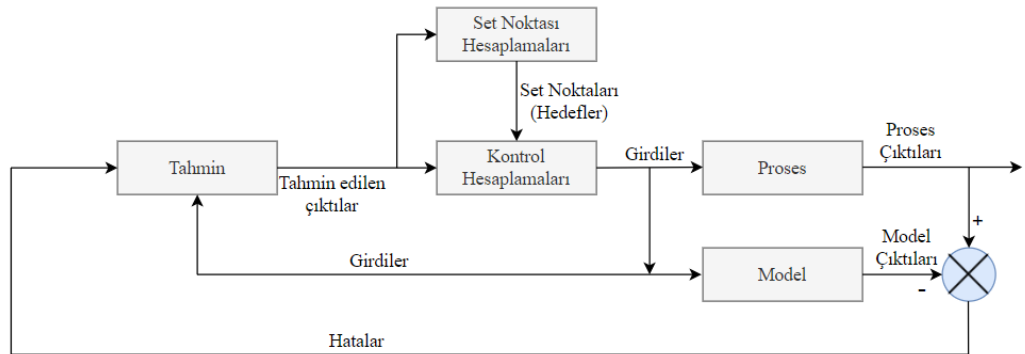 Set Noktası
Hesaplamaları
Set Noktaları
(Hedefler)
Tahmin
Tahmin edilen
çıktılar
Kontrol
Hesaplamaları
Girdiler
Proses
Proses
Çıktıları
+
Girdiler
Model
Model
Çıktıları
-
Hatalar